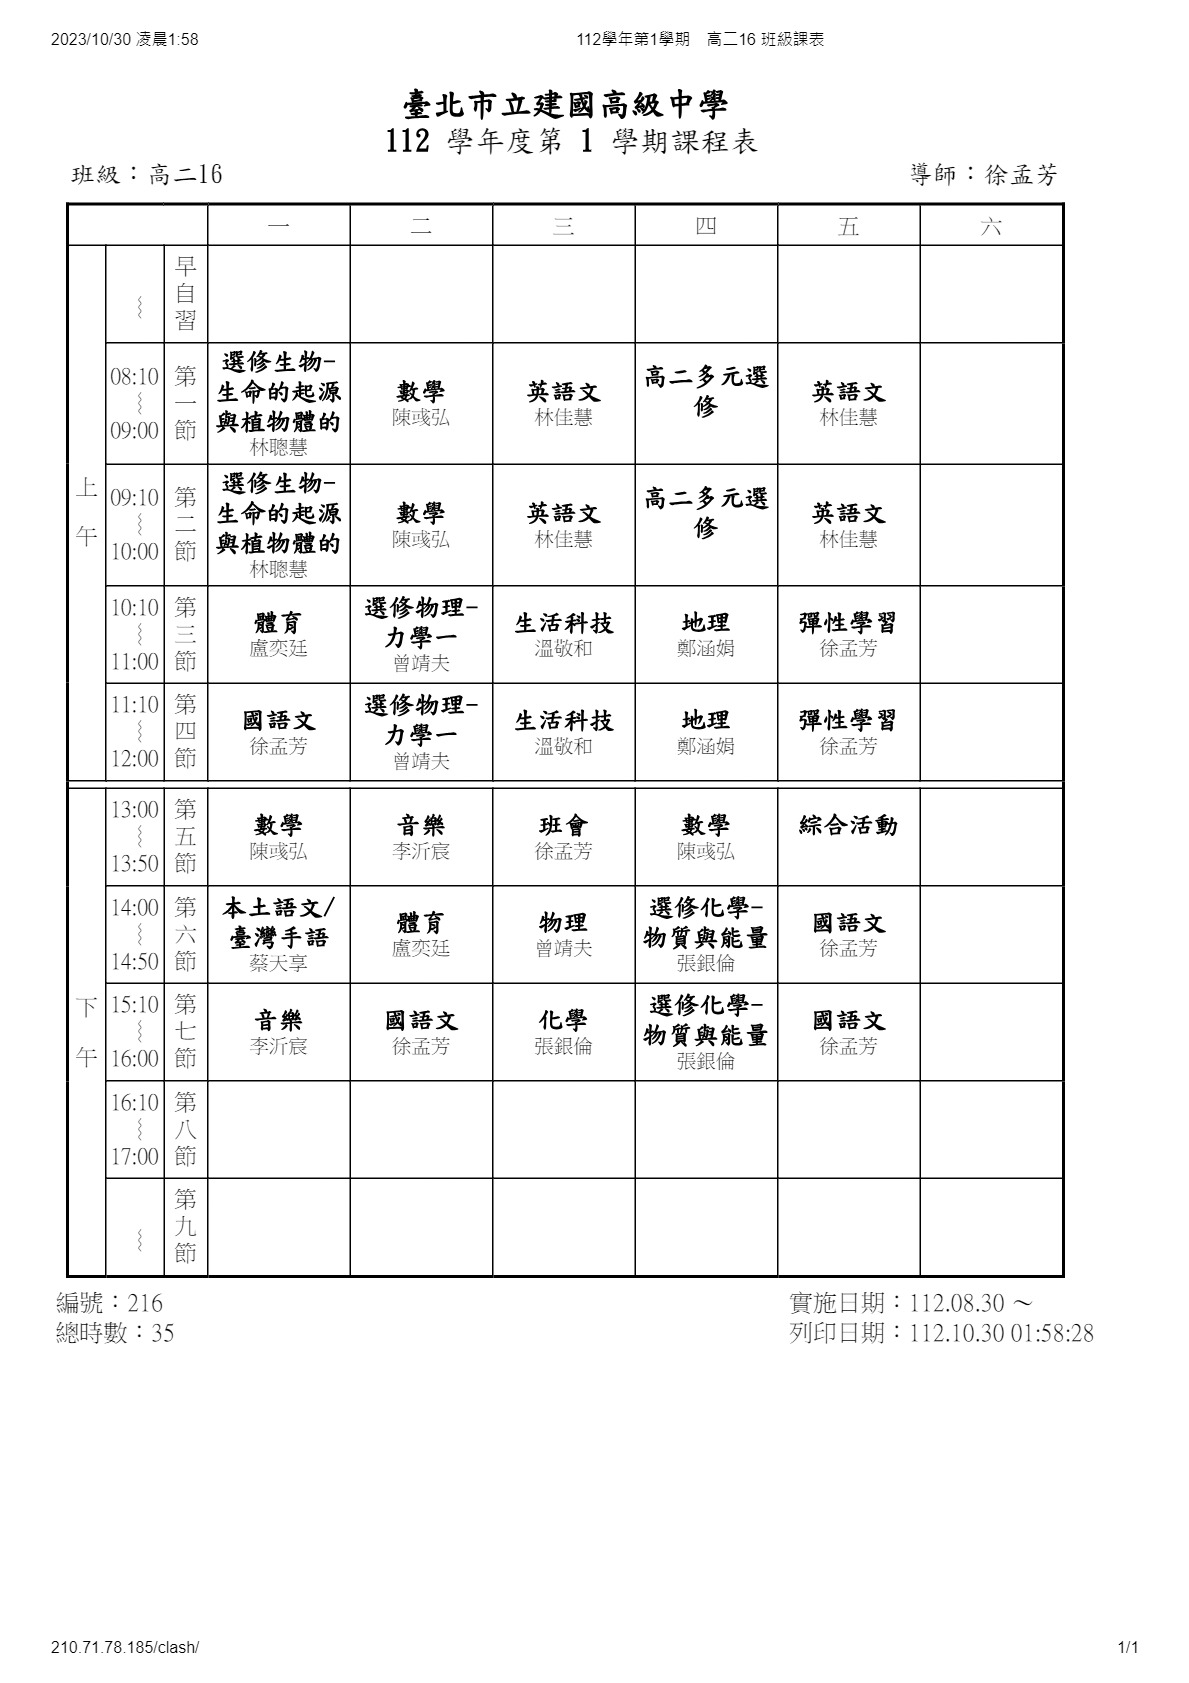 2023/10/30 凌晨1:58
112學年第1學期 高二16 班級課表
臺北市立建國高級中學
112 學年度第 1 學期課程表
班級：高二16
導師：徐孟芳
一 二 三 四 五 六
上午
～
早自習
08:10
～
09:00
第一節
選修生物-
生命的起源
與植物體的
林聰慧
數學
陳彧弘
英語文
林佳慧
高二多元選
修
英語文
林佳慧
09:10
～
10:00
第二節
選修生物-
生命的起源
與植物體的
林聰慧
數學
陳彧弘
英語文
林佳慧
高二多元選
修
英語文
林佳慧
10:10
～
11:00
第三節
體育
盧奕廷
選修物理-
力學一
曾靖夫
生活科技
溫敬和
地理
鄭涵娟
彈性學習
徐孟芳
11:10
～
12:00
第四節
國語文
徐孟芳
選修物理-
力學一
曾靖夫
生活科技
溫敬和
地理
鄭涵娟
彈性學習
徐孟芳
下午
13:00
～
13:50
第五節
數學
陳彧弘
音樂
李沂宸
班會
徐孟芳
數學
陳彧弘
綜合活動
14:00
～
14:50
第六節
本土語文/
臺灣手語
蔡天享
體育
盧奕廷
物理
曾靖夫
選修化學-
物質與能量
張銀倫
國語文
徐孟芳
15:10
～
16:00
第七節
音樂
李沂宸
國語文
徐孟芳
化學
張銀倫
選修化學-
物質與能量
張銀倫
國語文
徐孟芳
16:10
～
17:00
第八節
～
第九節
編號：216
總時數：35
實施日期：112.08.30 ～
列印日期：112.10.30 01:58:28
210.71.78.185/clash/
1/1